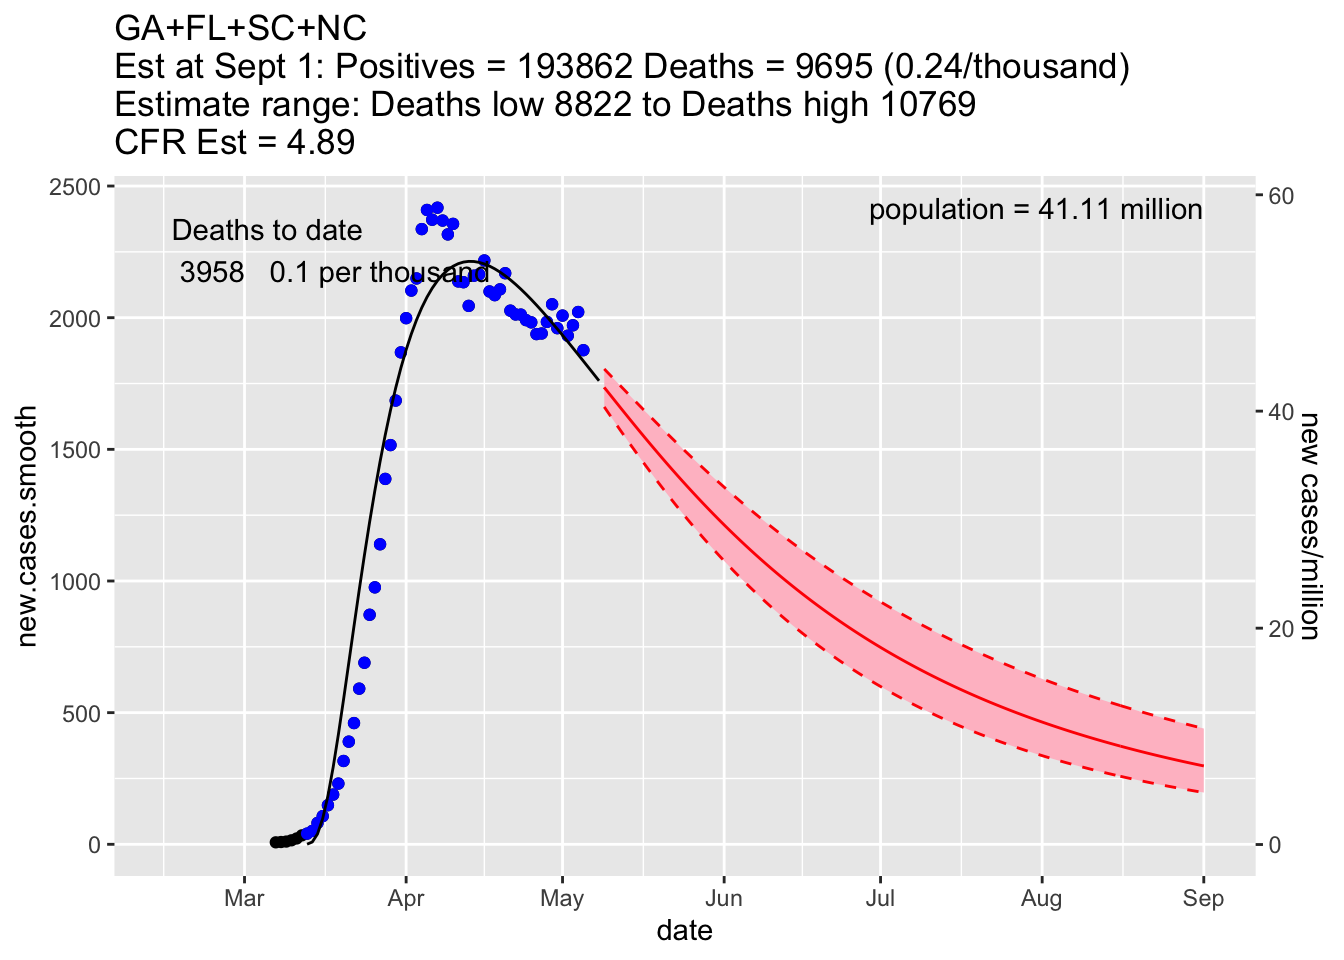 GA+FL+SC+NC
Est at Sept 1: Positives = 193862 Deaths = 9695 (0.24/thousand)
Estimate range: Deaths low 8822 to Deaths high 10769
CFR Est = 4.89
2500
2000
1500
1000
500
0
new.cases.smooth
Deaths to date
3958 0.1 per thousand
population = 41.11 million
60
40
20
0
new cases/million
Mar Apr May Jun Jul Aug Sep
date